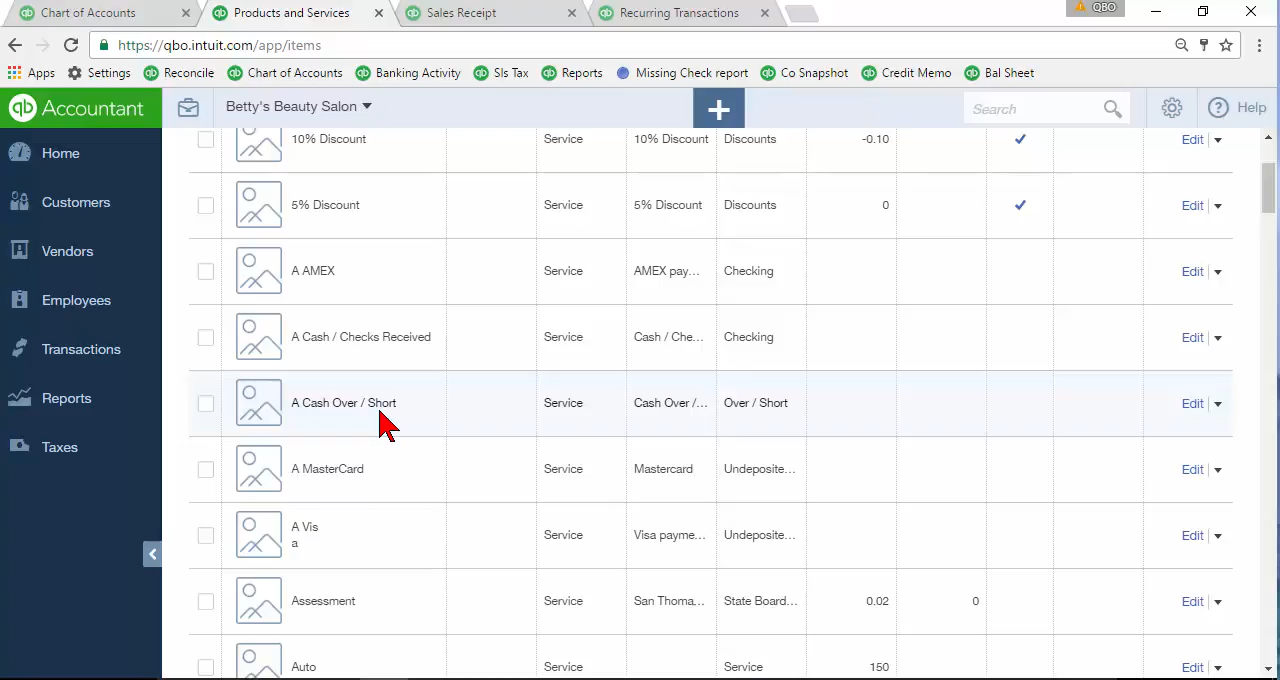 Chart of Accounts
Products and Services
Sales Receipt
Recurring Transactions
QBO
https://qbo.intuit.com/app/items
Apps Settings Reconcile Chart of Accounts Banking Activity Sls Tax Reports Missing Check report Co Snapshot Credit Memo Bal Sheet
qb Accountant
Betty's Beauty Salon
Search
Help
Home
Customers
Vendors
Employees
Transactions
Reports
Taxes
10% Discount Service 10% Discount Discounts -0.10 Edit
5% Discount Service 5% Discount Discounts 0 Edit
A AMEX Service AMEX pay... Checking Edit
A Cash / Checks Received Service Cash / Che... Checking Edit
A Cash Over / Short Service Cash Over /... Over / Short Edit
A MasterCard Service Mastercard Undeposite... Edit
A Vis
a Service Visa payme... Undeposite... Edit
Assessment Service San Thoma... State Board... 0.02 0 Edit
Auto Service Service 150 Edit